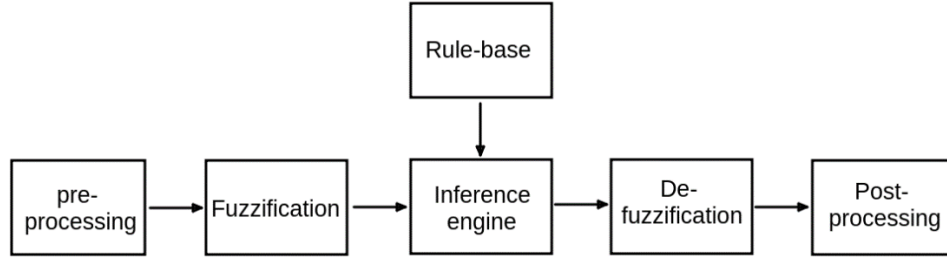 Rule-base
pre-
processing
Fuzzification
Inference
engine
De-
fuzzification
Post-
processing